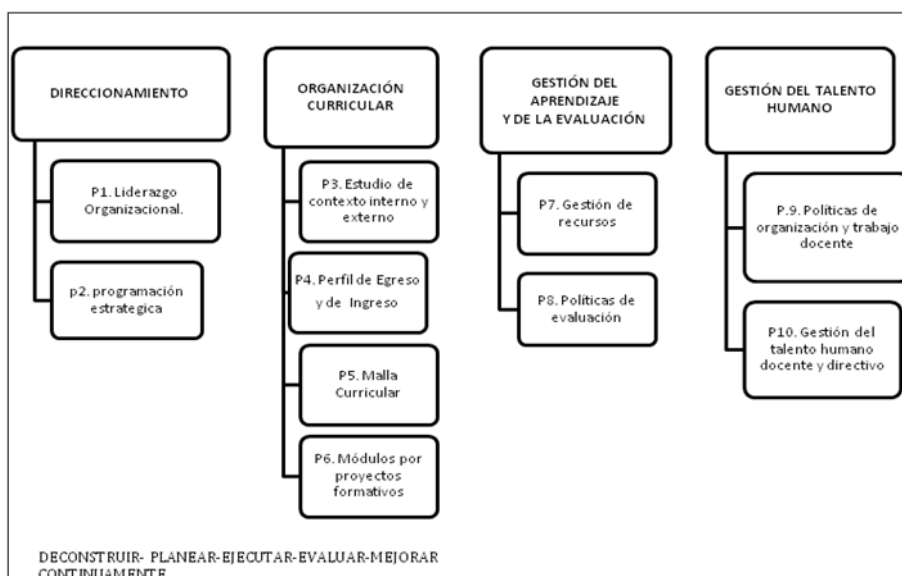 DIRECCIONAMIENTO
P1. Liderazgo
Organizacional.
p2. programación
estrategica
ORGANIZACIÓN
CURRICULAR
P3. Estudio de
contexto interno y
externo
P4. Perfil de Egreso
y de Ingreso
P5. Malla
Curricular
P6. Módulos por
proyectos
formativos
GESTIÓN DEL
APRENDIZAJE
Y DE LA EVALUACIÓN
P7. Gestión de
recursos
P8. Políticas de
evaluación
GESTIÓN DEL TALENTO
HUMANO
P.9. Políticas de
organización y trabajo
docente
P10. Gestión del
talento humano
docente y directivo
DECONSTRUIR- PLANEAR-EJECUTAR-EVALUAR-MEJORAR
CONTINUAMENTE